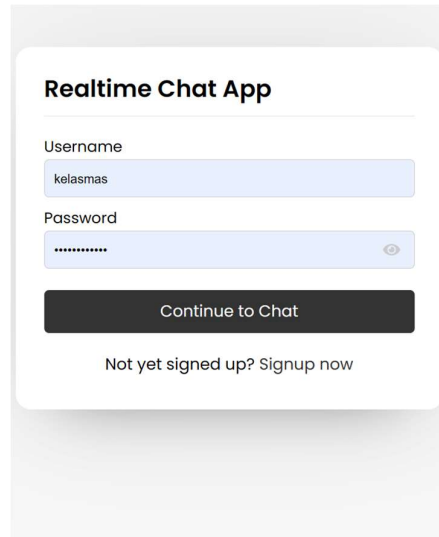 Realtime Chat App
Username
kelasmas
Password
••••••••••••
Continue to Chat
Not yet signed up? Signup now